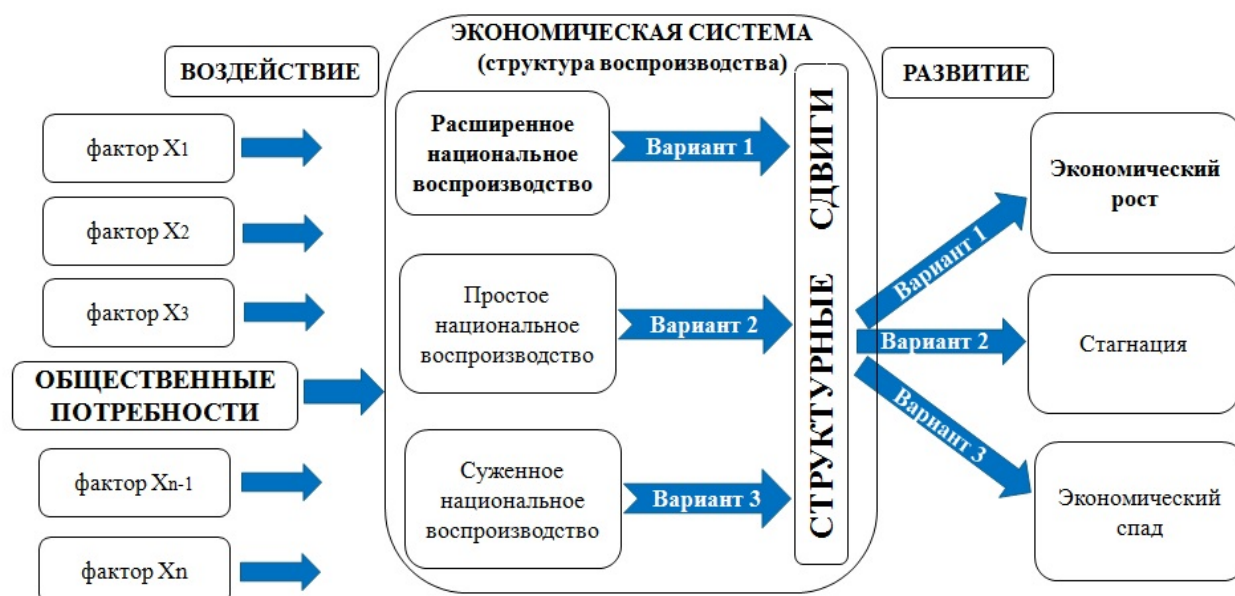 ЭКОНОМИЧЕСКАЯ СИСТЕМА
(структура воспроизводства)
ВОЗДЕЙСТВИЕ
РАЗВИТИЕ
фактор X1
фактор X2
фактор X3
ОБЩЕСТВЕННЫЕ
ПОТРЕБНОСТИ
фактор Xn-1
фактор Xn
Расширенное
национальное
воспроизводство
Вариант 1
Простое
национальное
воспроизводство
Вариант 2
Суженное
национальное
воспроизводство
Вариант 3
СТРУКТУРНЫЕ СДВИГИ
Вариант 1
Вариант 2
Вариант 3
Экономический
рост
Стагнация
Экономический
спад